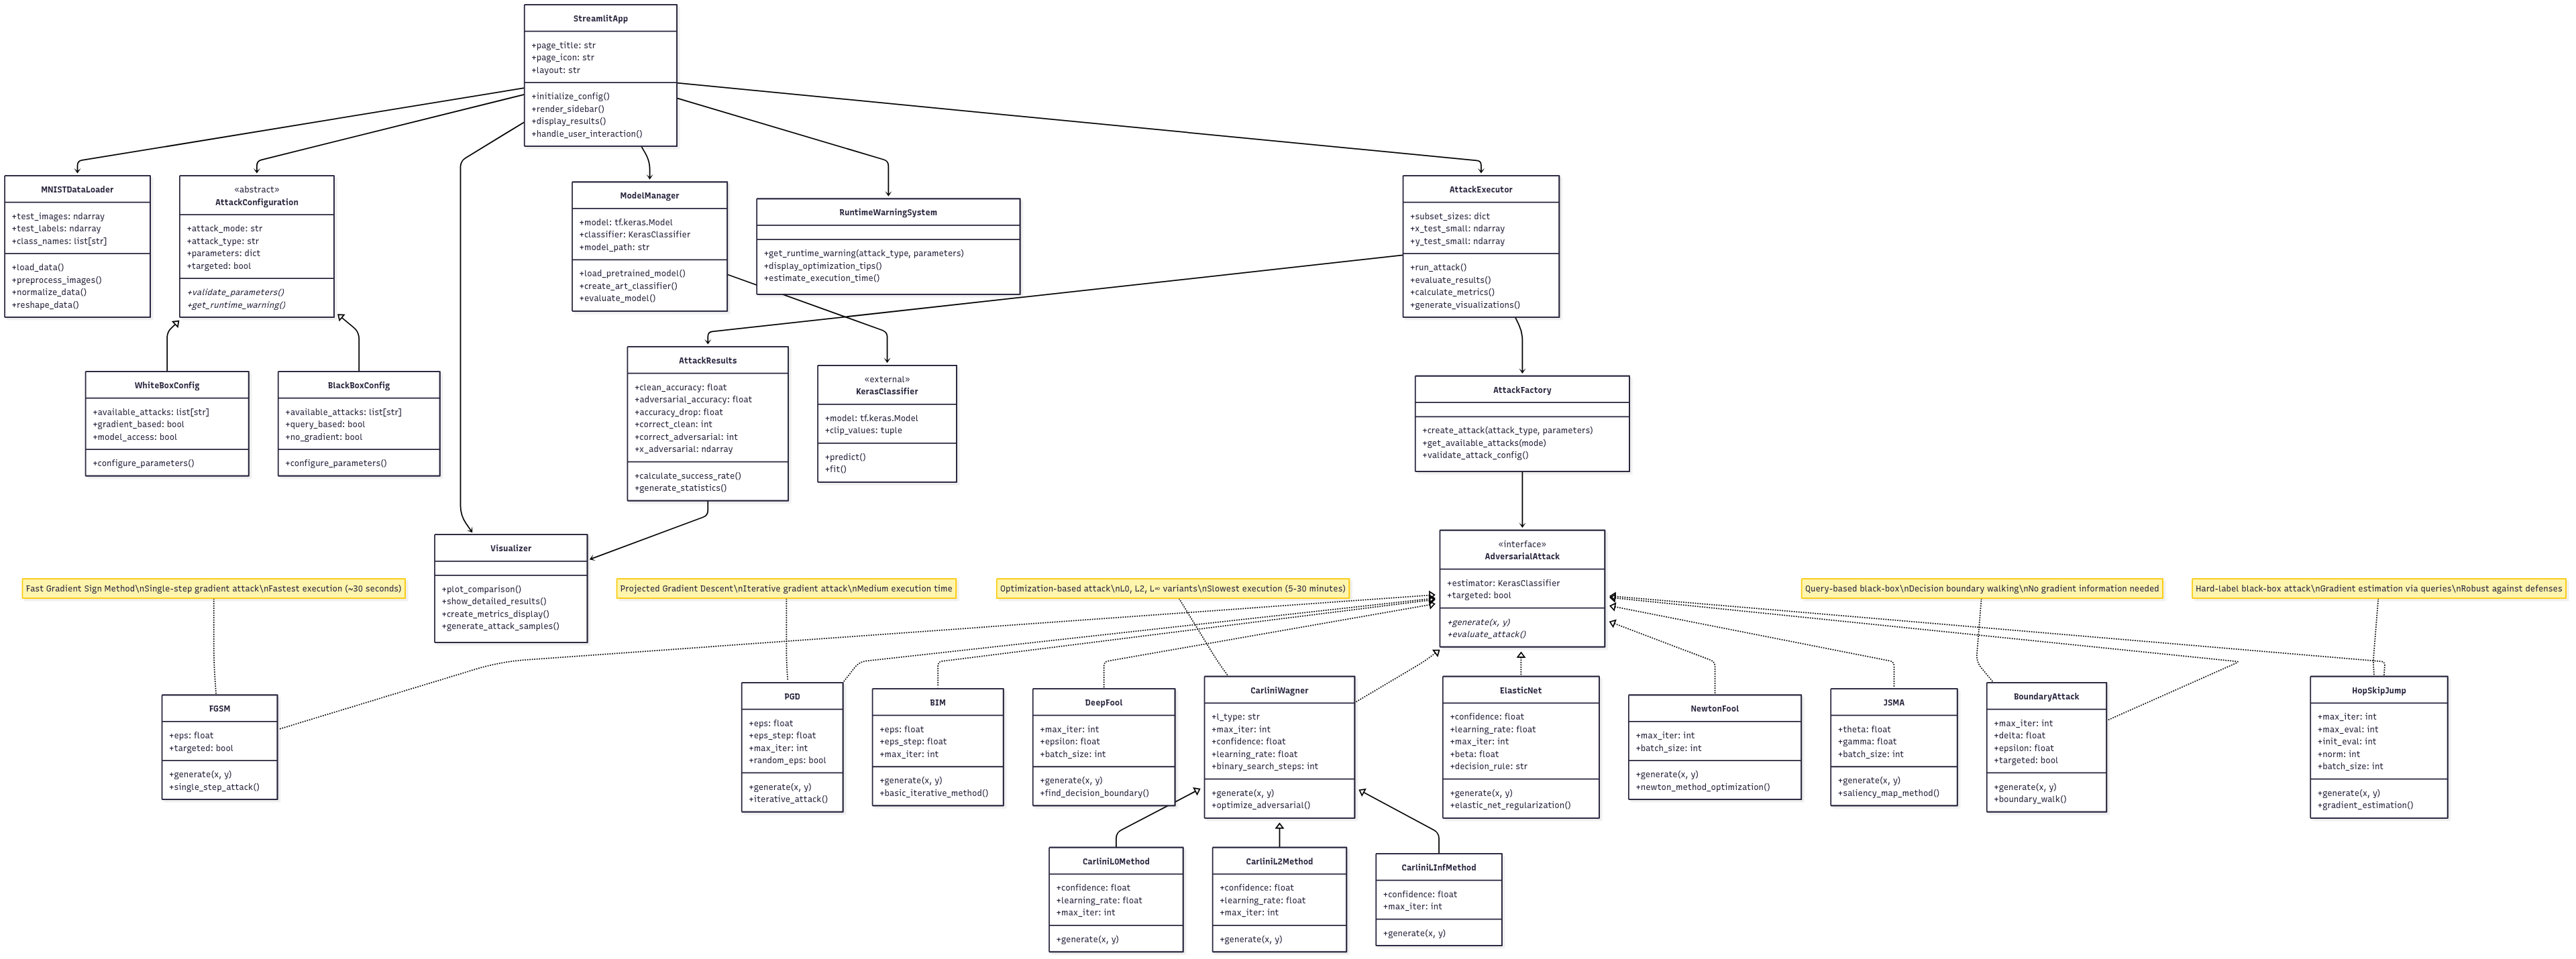 StreamlitApp
+page_title: str
+page_icon: str
+layout: str
+initialize_config()
+render_sidebar()
+display_results()
+handle_user_interaction()
MNISTDataLoader
+test_images: ndarray
+test_labels: ndarray
+class_names: list[str]
+load_data()
+preprocess_images()
+normalize_data()
+reshape_data()
«abstract»
AttackConfiguration
+attack_mode: str
+attack_type: str
+parameters: dict
+targeted: bool
+validate_parameters()
+get_runtime_warning()
ModelManager
+model: tf.keras.Model
+classifier: KerasClassifier
+model_path: str
+load_pretrained_model()
+create_art_classifier()
+evaluate_model()
RuntimeWarningSystem
+get_runtime_warning(attack_type, parameters)
+display_optimization_tips()
+estimate_execution_time()
AttackExecutor
+subset_sizes: dict
+x_test_small: ndarray
+y_test_small: ndarray
+run_attack()
+evaluate_results()
+calculate_metrics()
+generate_visualizations()
WhiteBoxConfig
+available_attacks: list[str]
+gradient_based: bool
+model_access: bool
+configure_parameters()
BlackBoxConfig
+available_attacks: list[str]
+query_based: bool
+no_gradient: bool
+configure_parameters()
AttackResults
+clean_accuracy: float
+adversarial_accuracy: float
+accuracy_drop: float
+correct_clean: int
+correct_adversarial: int
+x_adversarial: ndarray
+calculate_success_rate()
+generate_statistics()
«external»
KerasClassifier
+model: tf.keras.Model
+clip_values: tuple
+predict()
+fit()
AttackFactory
+create_attack(attack_type, parameters)
+get_available_attacks(mode)
+validate_attack_config()
Visualizer
+plot_comparison()
+show_detailed_results()
+create_metrics_display()
+generate_attack_samples()
«interface»
AdversarialAttack
+estimator: KerasClassifier
+targeted: bool
+generate(x, y)
+evaluate_attack()
Fast Gradient Sign Method\nSingle-step gradient attack\nFastest execution (~30 seconds)
Projected Gradient Descent\nIterative gradient attack\nMedium execution time
Optimization-based attack\nL0, L2, L∞ variants\nSlowest execution (5-30 minutes)
Query-based black-box\nDecision boundary walking\nNo gradient information needed
Hard-label black-box attack\nGradient estimation via queries\nRobust against defenses
FGSM
+eps: float
+targeted: bool
+generate(x, y)
+single_step_attack()
PGD
+eps: float
+eps_step: float
+max_iter: int
+random_eps: bool
+generate(x, y)
+iterative_attack()
BIM
+eps: float
+eps_step: float
+max_iter: int
+generate(x, y)
+basic_iterative_method()
DeepFool
+max_iter: int
+epsilon: float
+batch_size: int
+generate(x, y)
+find_decision_boundary()
CarliniWagner
+l_type: str
+max_iter: int
+confidence: float
+learning_rate: float
+binary_search_steps: int
+generate(x, y)
+optimize_adversarial()
ElasticNet
+confidence: float
+learning_rate: float
+max_iter: int
+beta: float
+decision_rule: str
+generate(x, y)
+elastic_net_regularization()
NewtonFool
+max_iter: int
+batch_size: int
+generate(x, y)
+newton_method_optimization()
JSMA
+theta: float
+gamma: float
+batch_size: int
+generate(x, y)
+saliency_map_method()
BoundaryAttack
+max_iter: int
+delta: float
+epsilon: float
+targeted: bool
+generate(x, y)
+boundary_walk()
HopSkipJump
+max_iter: int
+max_eval: int
+init_eval: int
+norm: int
+batch_size: int
+generate(x, y)
+gradient_estimation()
CarliniL0Method
+confidence: float
+learning_rate: float
+max_iter: int
+generate(x, y)
CarliniL2Method
+confidence: float
+learning_rate: float
+max_iter: int
+generate(x, y)
CarliniLInfMethod
+confidence: float
+max_iter: int
+generate(x, y)